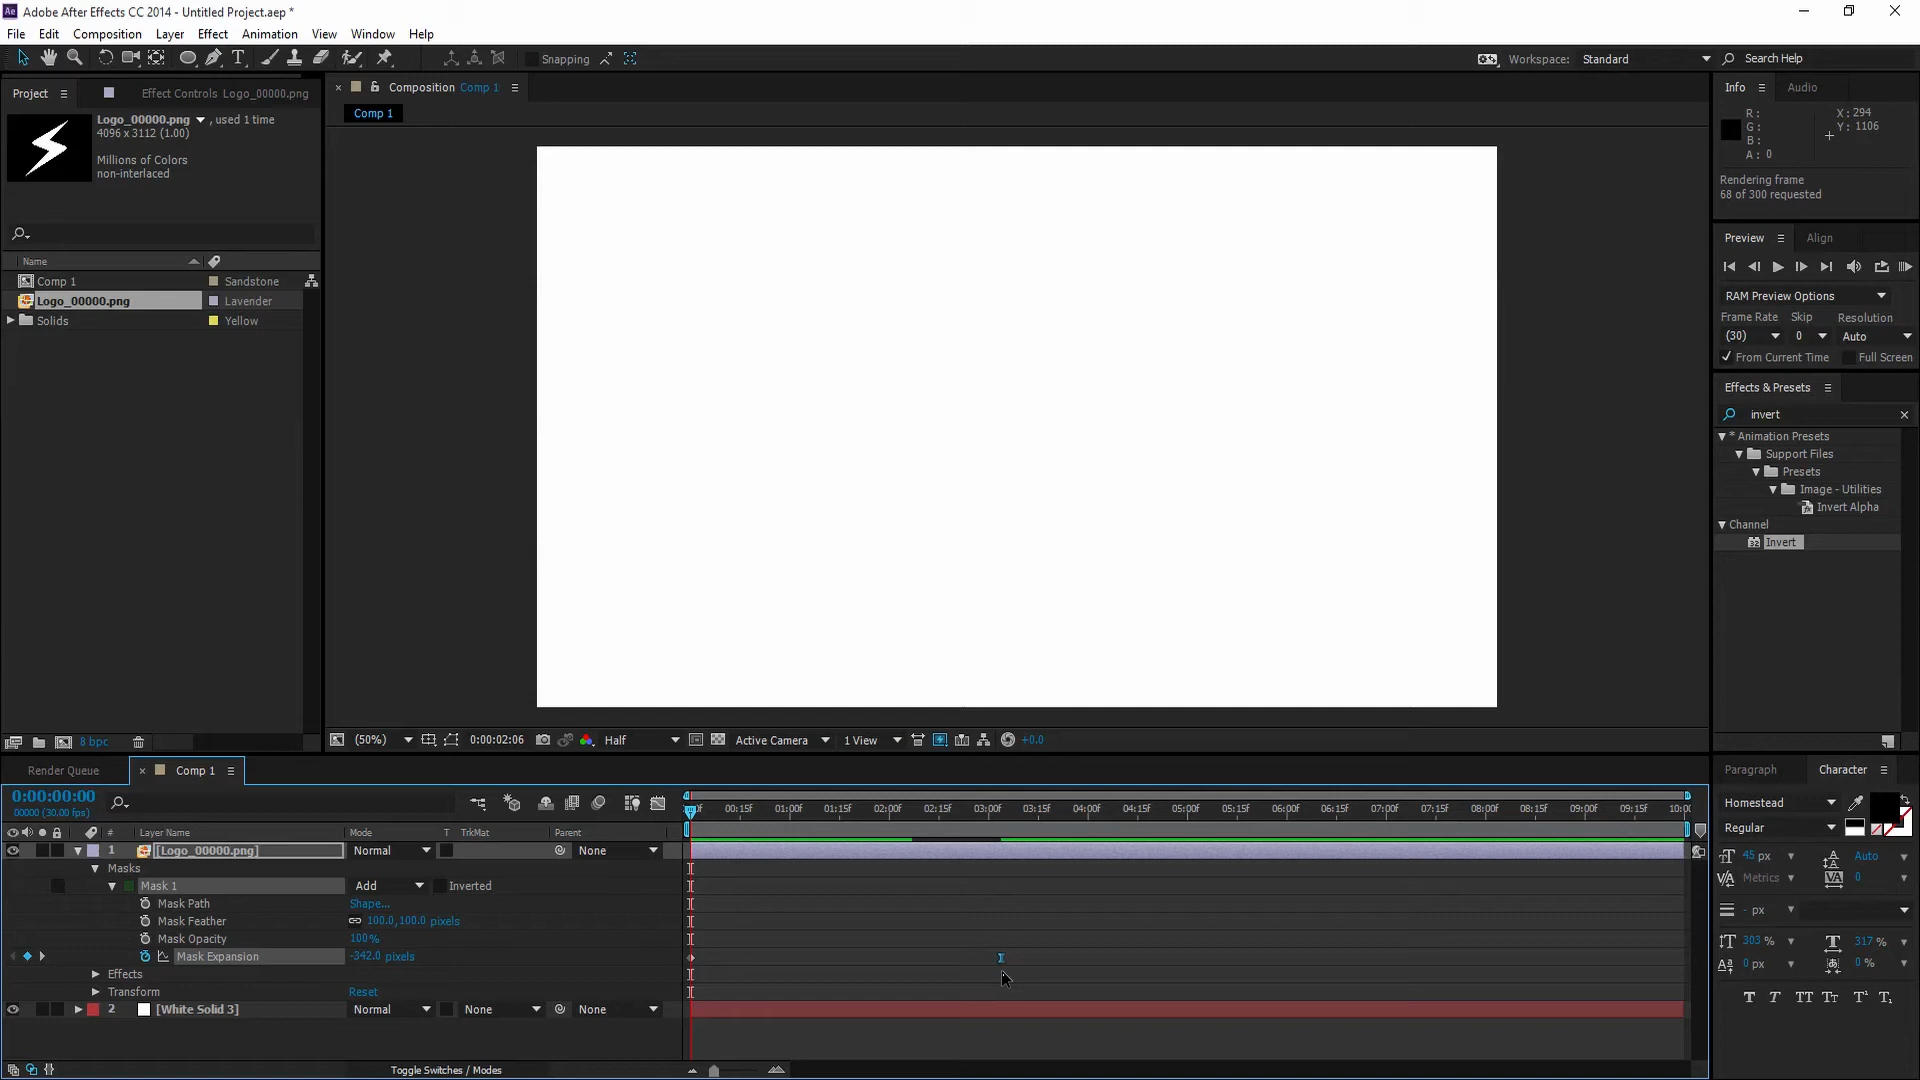 Adobe After Effects CC 2014 - Untitled Project.aep *
File Edit Composition Layer Effect Animation View Window Help
Snapping
Workspace: Standard
Search Help
Project
Effect Controls Logo_00000.png
Logo_00000.png , used 1 time
4096 x 3112 (1.00)
Millions of Colors
non-interlaced
Name
Comp 1 Sandstone
Logo_00000.png Lavender
Solids Yellow
8 bpc
Composition Comp 1
Comp 1
(50%) 0:00:02:06 Half Active Camera 1 View +0.0
Info Audio
R: X: 294
G: Y: 1106
B:
A: 0
Rendering frame
68 of 300 requested
Preview Align
RAM Preview Options
Frame Rate Skip Resolution
(30) 0 Auto
From Current Time Full Screen
Effects & Presets
invert
* Animation Presets
Support Files
Presets
Image - Utilities
Invert Alpha
Channel
32 Invert
Render Queue Comp 1
0:00:00:00
00000 (30.00 fps)
00:15f 01:00f 01:15f 02:00f 02:15f 03:00f 03:15f 04:00f 04:15f 05:00f 05:15f 06:00f 06:15f 07:00f 07:15f 08:00f 08:15f 09:00f 09:15f
# Layer Name Mode T TrkMat Parent
1 [Logo_00000.png] Normal None
Masks
Mask 1 Add Inverted
Mask Path Shape...
Mask Feather 100.0,100.0 pixels
Mask Opacity 100%
Mask Expansion -342.0 pixels
Effects
Transform Reset
2 [White Solid 3] Normal None None
Toggle Switches / Modes
Paragraph Character
Homestead
Regular
45 px Auto
Metrics 0
- px
303 % 317 %
0 px 0 %
T T TT Tt T¹ T₁